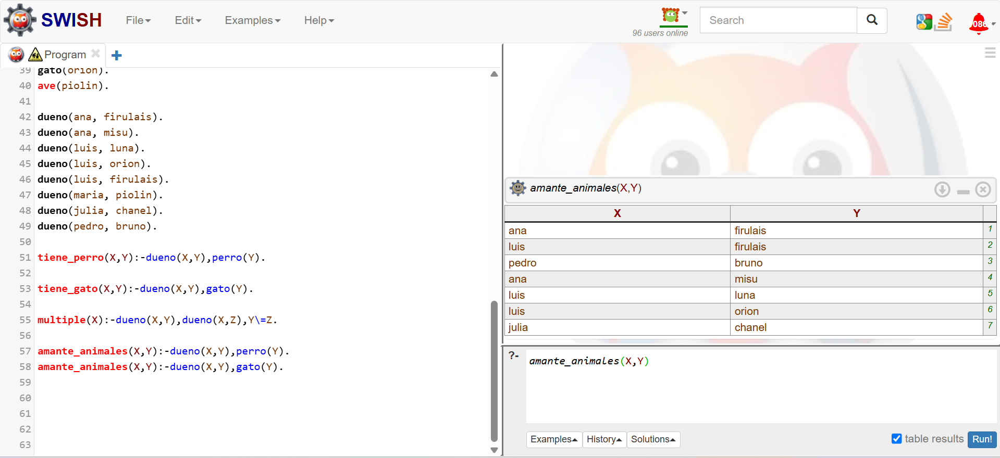 SWISH File Edit Examples Help 96 users online Search
Program
39 gato(orion).
40 ave(piolin).
41
42 dueno(ana, firulais).
43 dueno(ana, misu).
44 dueno(luis, luna).
45 dueno(luis, orion).
46 dueno(luis, firulais).
47 dueno(maria, piolin).
48 dueno(julia, chanel).
49 dueno(pedro, bruno).
50
51 tiene_perro(X,Y):-dueno(X,Y),perro(Y).
52
53 tiene_gato(X,Y):-dueno(X,Y),gato(Y).
54
55 multiple(X):-dueno(X,Y),dueno(X,Z),Y\=Z.
56
57 amante_animales(X,Y):-dueno(X,Y),perro(Y).
58 amante_animales(X,Y):-dueno(X,Y),gato(Y).
59
60
61
62
63
amante_animales(X,Y)
X Y
ana firulais 1
luis firulais 2
pedro bruno 3
ana misu 4
luis luna 5
luis orion 6
julia chanel 7
?- amante_animales(X,Y)
Examples History Solutions table results Run!